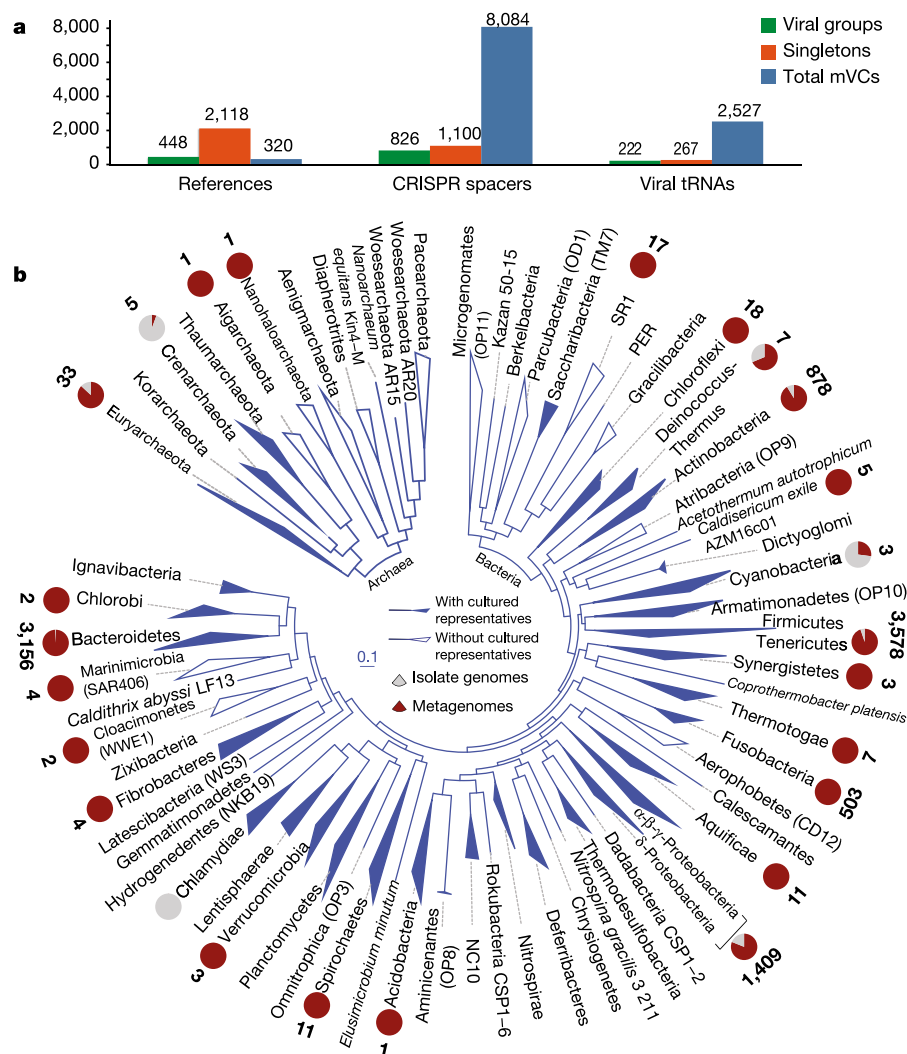 a
8,000
6,000
4,000
2,000
0
448
2,118
320
826
1,100
8,084
222
267
2,527
References
CRISPR spacers
Viral tRNAs
Viral groups
Singletons
Total mVCs
b
33
Euryarchaeota
Korarchaeota
5
Crenarchaeota
Thaumarchaeota
1
Aigarchaeota
1
Nanohaloarchaeota
Aenigmarchaeota
Diapherotrites
Nanoarchaeum
equitans Kin4–M
Woesearchaeota AR15
Woesearchaeota AR20
Pacearchaeota
Archaea
Microgenomates
(OP11)
Kazan 50-15
Berkelbacteria
Parcubacteria (OD1)
Saccharibacteria (TM7)
17
SR1
PER
Gracilibacteria
18
Chloroflexi
7
Deinococcus-
Thermus
878
Actinobacteria
Atribacteria (OP9)
Acetothermum autotrophicum
5
Caldisericum exile
AZM16c01
Dictyoglomi
Bacteria
Cyanobacteria
3
Armatimonadetes (OP10)
Firmicutes
Tenericutes
3,578
Synergistetes
3
Coprothermobacter platensis
Thermotogae
7
Fusobacteria
503
Aerophobetes (CD12)
Calescamantes
Aquificae
11
α-β-γ-Proteobacteria
δ-Proteobacteria
1,409
Dadabacteria CSP1–2
Thermodesulfobacteria
Nitrospina gracilis 3 211
Chrysiogenetes
Deferribacteres
Nitrospirae
Rokubacteria CSP1–6
NC10
Aminicenantes
(OP8)
Acidobacteria
1
Elusimicrobium minutum
Spirochaetes
11
Omnitrophica (OP3)
Planctomycetes
Verrucomicrobia
3
Lentisphaerae
Chlamydiae
Hydrogenedentes (NKB19)
Gemmatimonadetes
Latescibacteria (WS3)
Fibrobacteres
4
Zixibacteria
Cloacimonetes
(WWE1)
2
Caldithrix abyssi LF13
Marinimicrobia
(SAR406)
4
Bacteroidetes
3,156
Chlorobi
2
Ignavibacteria
With cultured
representatives
Without cultured
representatives
0.1
Isolate genomes
Metagenomes